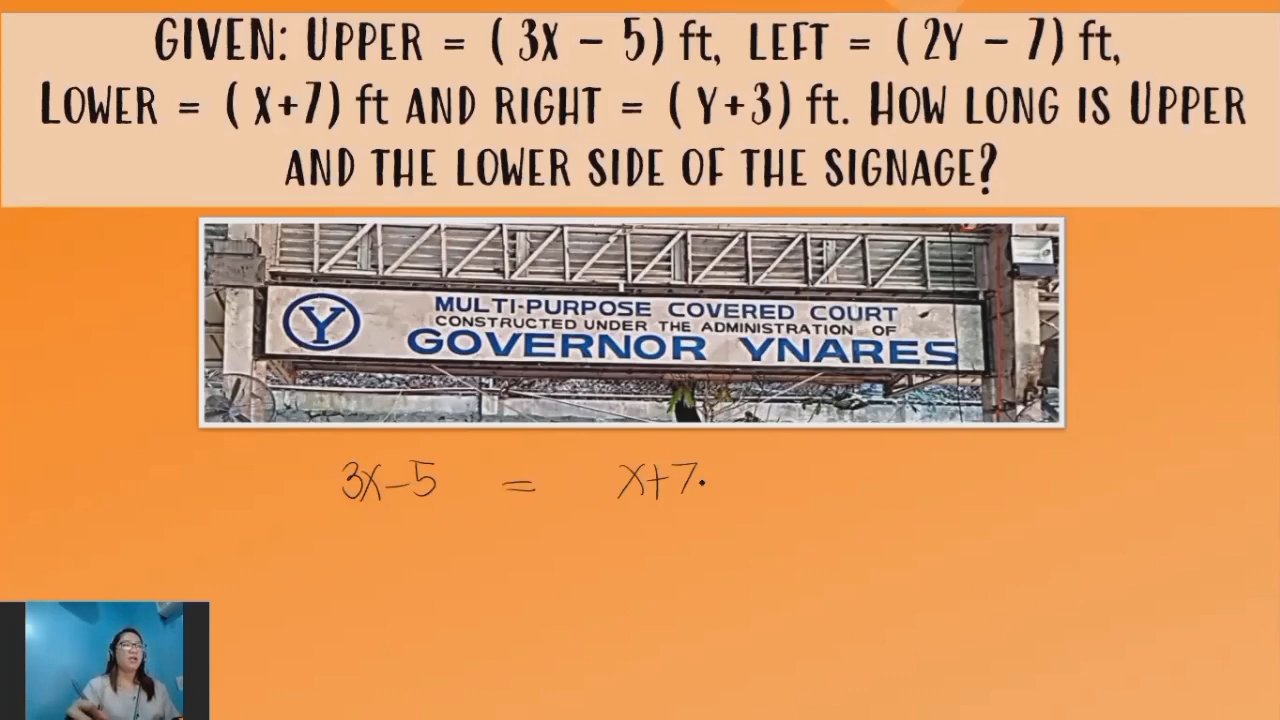 GIVEN: UPPER = (3X – 5) ft, LEFT = (2Y – 7) ft,
LOWER = (X+7) ft AND RIGHT = (Y+3) ft. HOW LONG IS UPPER
AND THE LOWER SIDE OF THE SIGNAGE?
Y
MULTI-PURPOSE COVERED COURT
CONSTRUCTED UNDER THE ADMINISTRATION OF
GOVERNOR YNARES
3x-5 = x+7